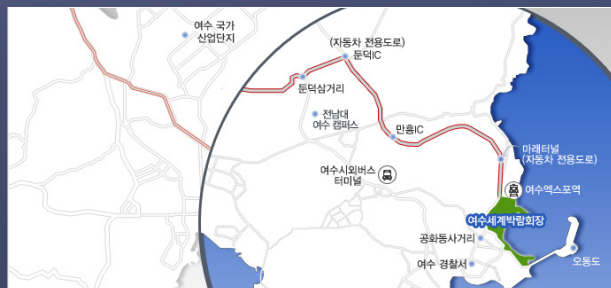 여수 국가
산업단지
(자동차 전용도로)
둔덕IC
둔덕삼거리
전남대
여수 캠퍼스
만흥IC
마래터널
(자동차 전용도로)
여수시외버스
터미널
여수엑스포역
여수세계박람회장
공화동사거리
오동도
여수 경찰서